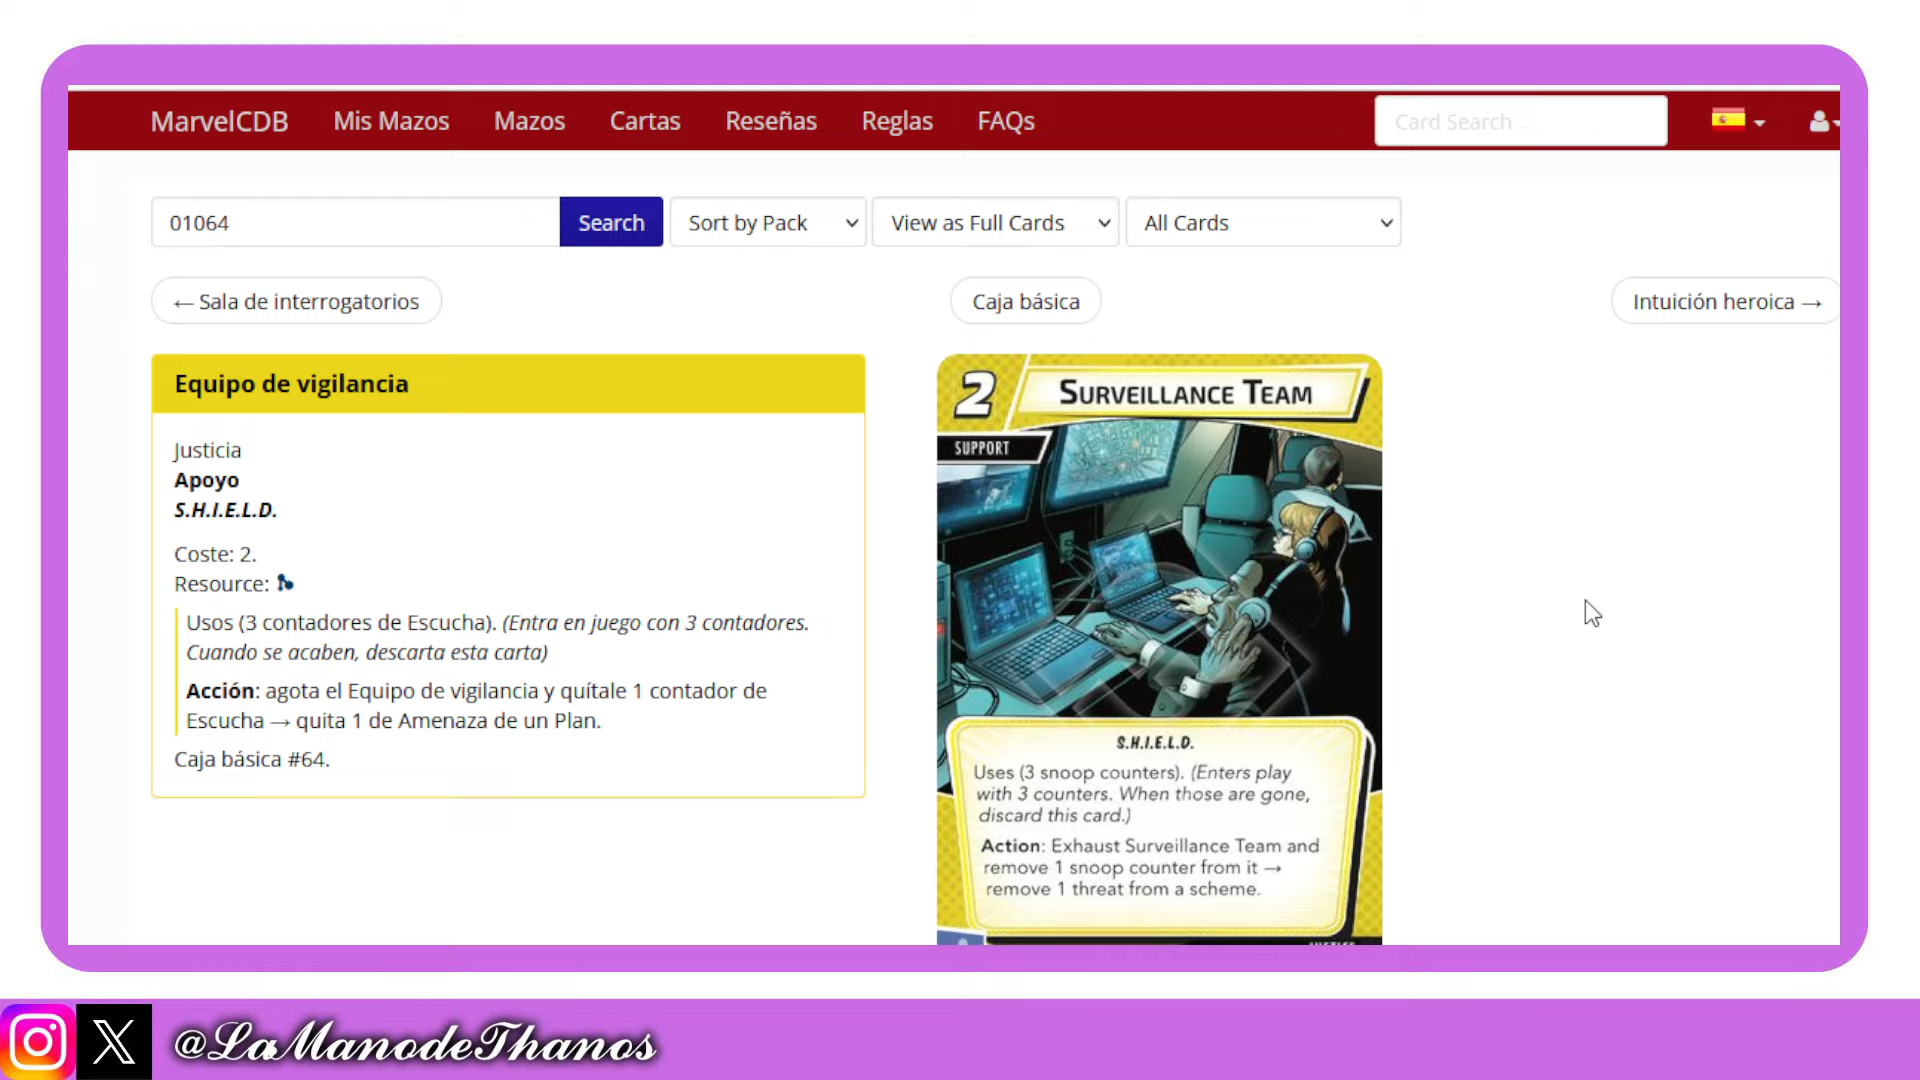 MarvelCDB Mis Mazos Mazos Cartas Reseñas Reglas FAQs Card Search
01064 Search Sort by Pack View as Full Cards All Cards
← Sala de interrogatorios Caja básica Intuición heroica →
Equipo de vigilancia
Justicia
Apoyo
S.H.I.E.L.D.
Coste: 2.
Resource:
Usos (3 contadores de Escucha). (Entra en juego con 3 contadores.
Cuando se acaben, descarta esta carta)
Acción: agota el Equipo de vigilancia y quítale 1 contador de
Escucha → quita 1 de Amenaza de un Plan.
Caja básica #64.
2 SURVEILLANCE TEAM
SUPPORT
S.H.I.E.L.D.
Uses (3 snoop counters). (Enters play
with 3 counters. When those are gone,
discard this card.)
Action: Exhaust Surveillance Team and
remove 1 snoop counter from it →
remove 1 threat from a scheme.
@LaManodeThanos